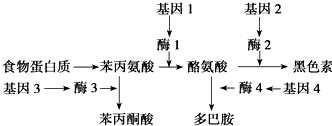 基因1 基因2
酶1 酶2
食物蛋白质 苯丙氨酸 酪氨酸 黑色素
基因3 酶3 酶4 基因4
苯丙酮酸 多巴胺